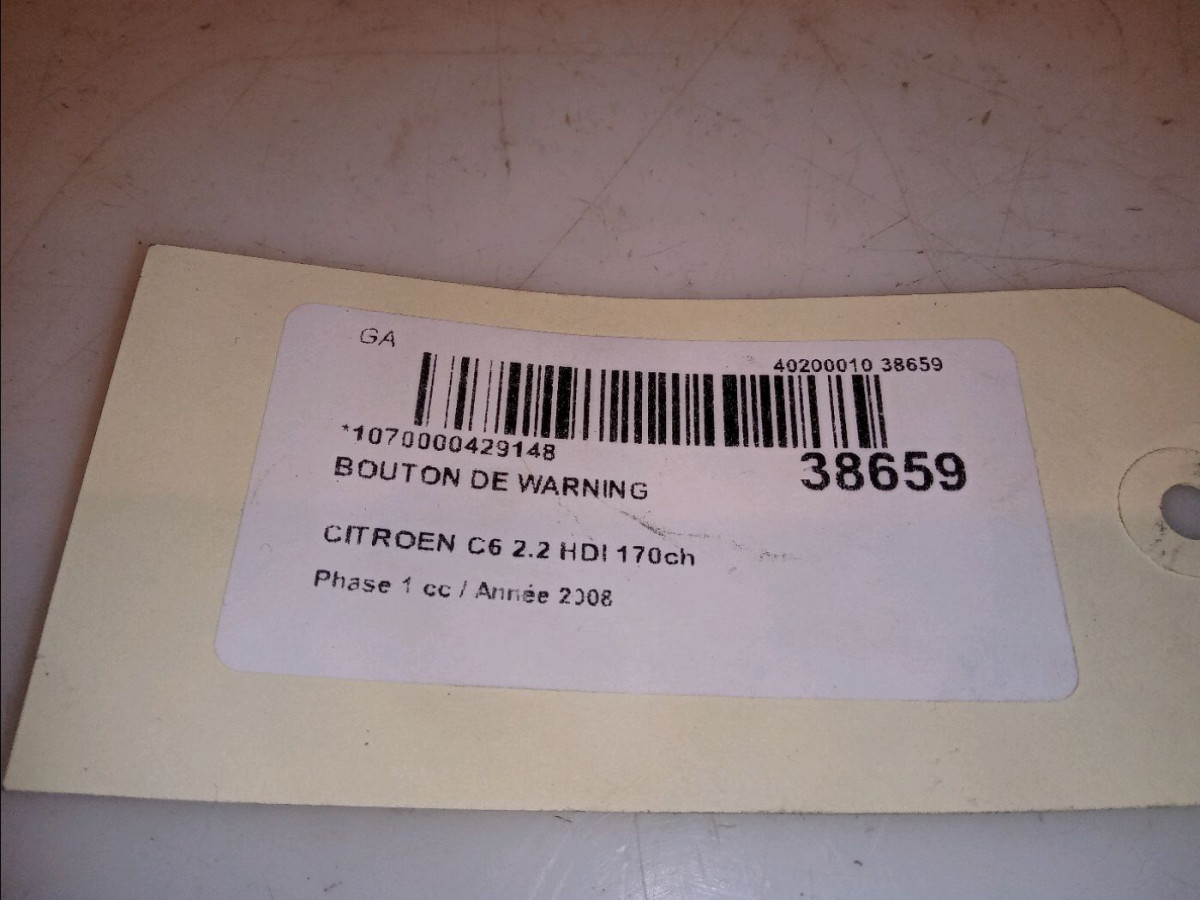 GA
40200010 38659
*1070000429148
38659
BOUTON DE WARNING
CITROEN C6 2.2 HDI 170ch
Phase 1 cc / Année 2008